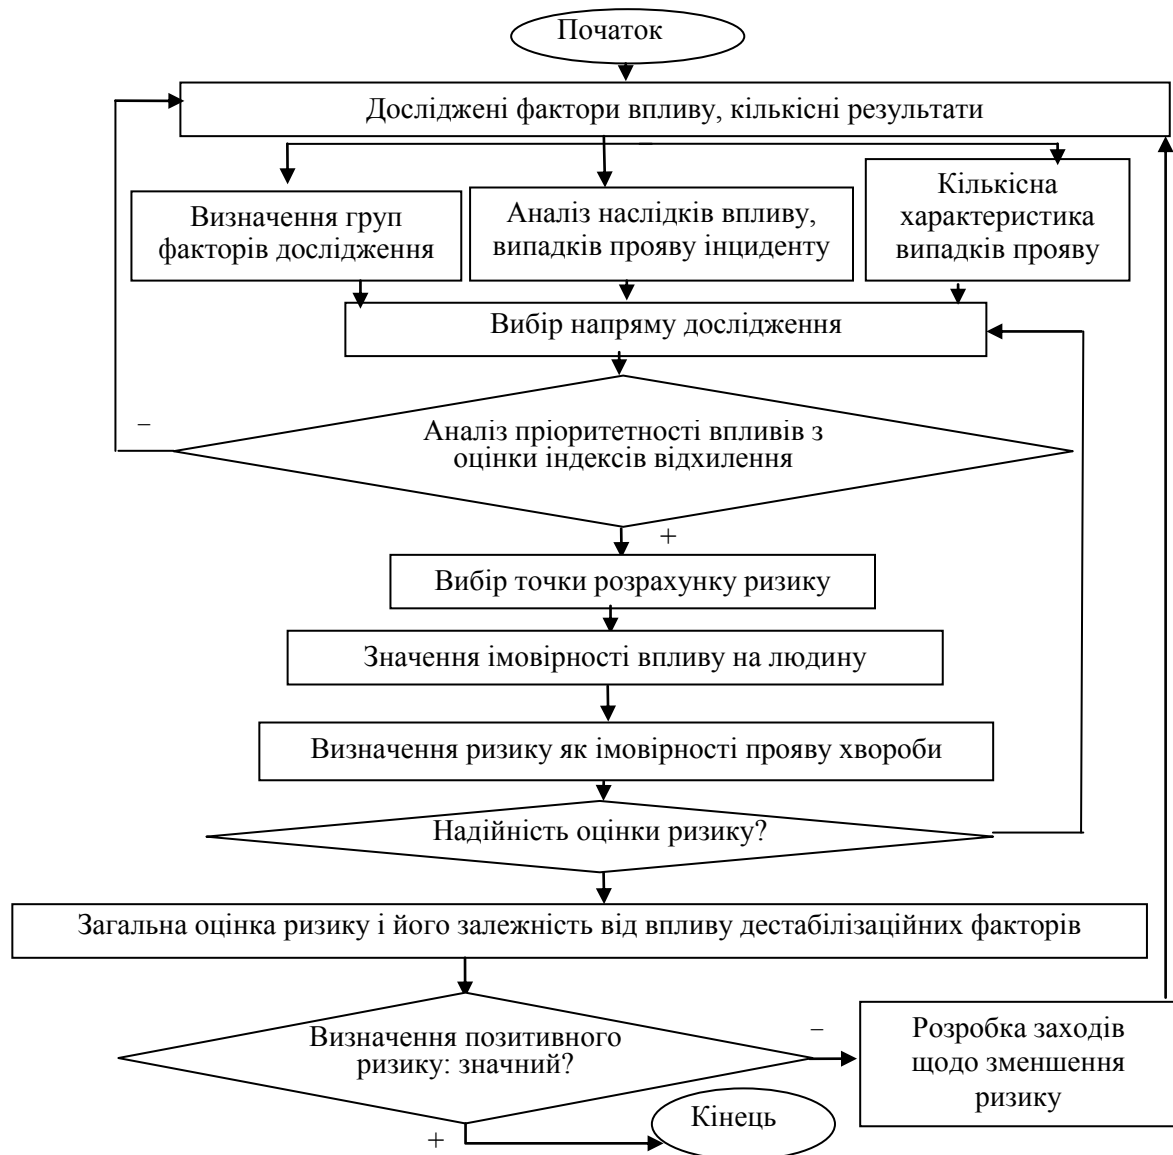 Початок
Досліджені фактори впливу, кількісні результати
Визначення груп
факторів дослідження
Аналіз наслідків впливу,
випадків прояву інциденту
Кількісна
характеристика
випадків прояву
Вибір напряму дослідження
–
Аналіз пріоритетності впливів з
оцінки індексів відхилення
+
Вибір точки розрахунку ризику
Значення імовірності впливу на людину
Визначення ризику як імовірності прояву хвороби
Надійність оцінки ризику?
Загальна оцінка ризику і його залежність від впливу дестабілізаційних факторів
Визначення позитивного
ризику: значний?
–
Розробка заходів
щодо зменшення
ризику
+
Кінець